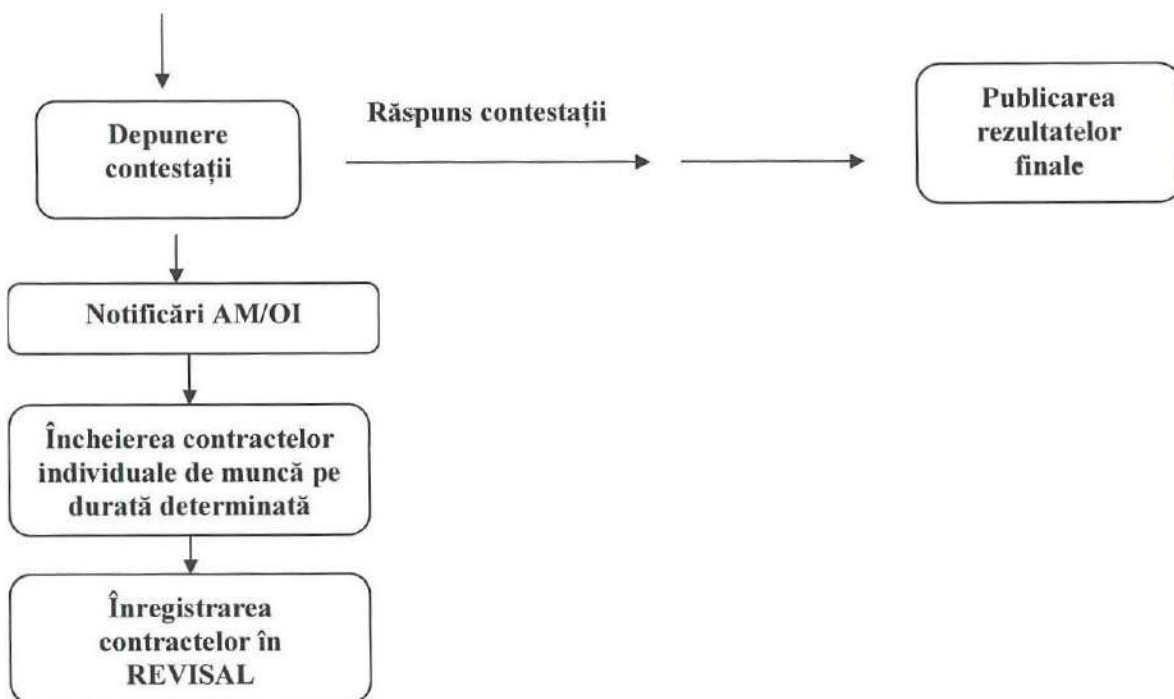 Depunere
contestații
Răspuns contestații
Publicarea
rezultatelor
finale
Notificări AM/OI
Încheierea contractelor
individuale de muncă pe
durată determinată
Înregistrarea
contractelor în
REVISAL